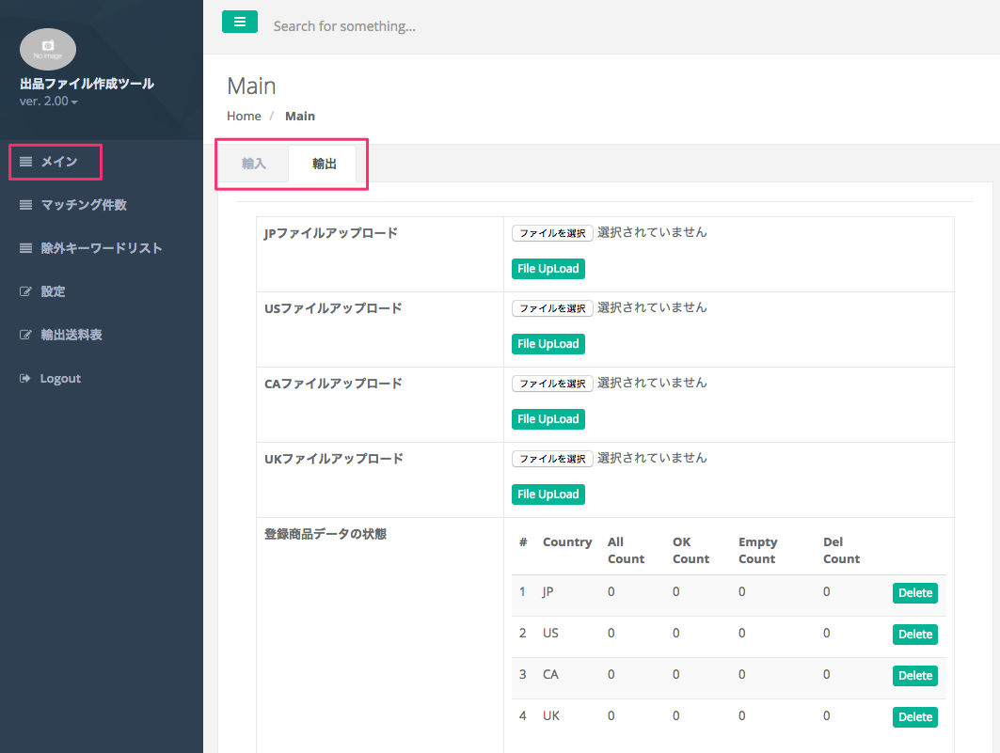 No Image
出品ファイル作成ツール
ver. 2.00
メイン
マッチング件数
除外キーワードリスト
設定
輸出送料表
Logout
Search for something...
Main
Home / Main
輸入 輸出
JPファイルアップロード ファイルを選択 選択されていません
File UpLoad
USファイルアップロード ファイルを選択 選択されていません
File UpLoad
CAファイルアップロード ファイルを選択 選択されていません
File UpLoad
UKファイルアップロード ファイルを選択 選択されていません
File UpLoad
登録商品データの状態
# Country All Count OK Count Empty Count Del Count
1 JP 0 0 0 0 Delete
2 US 0 0 0 0 Delete
3 CA 0 0 0 0 Delete
4 UK 0 0 0 0 Delete